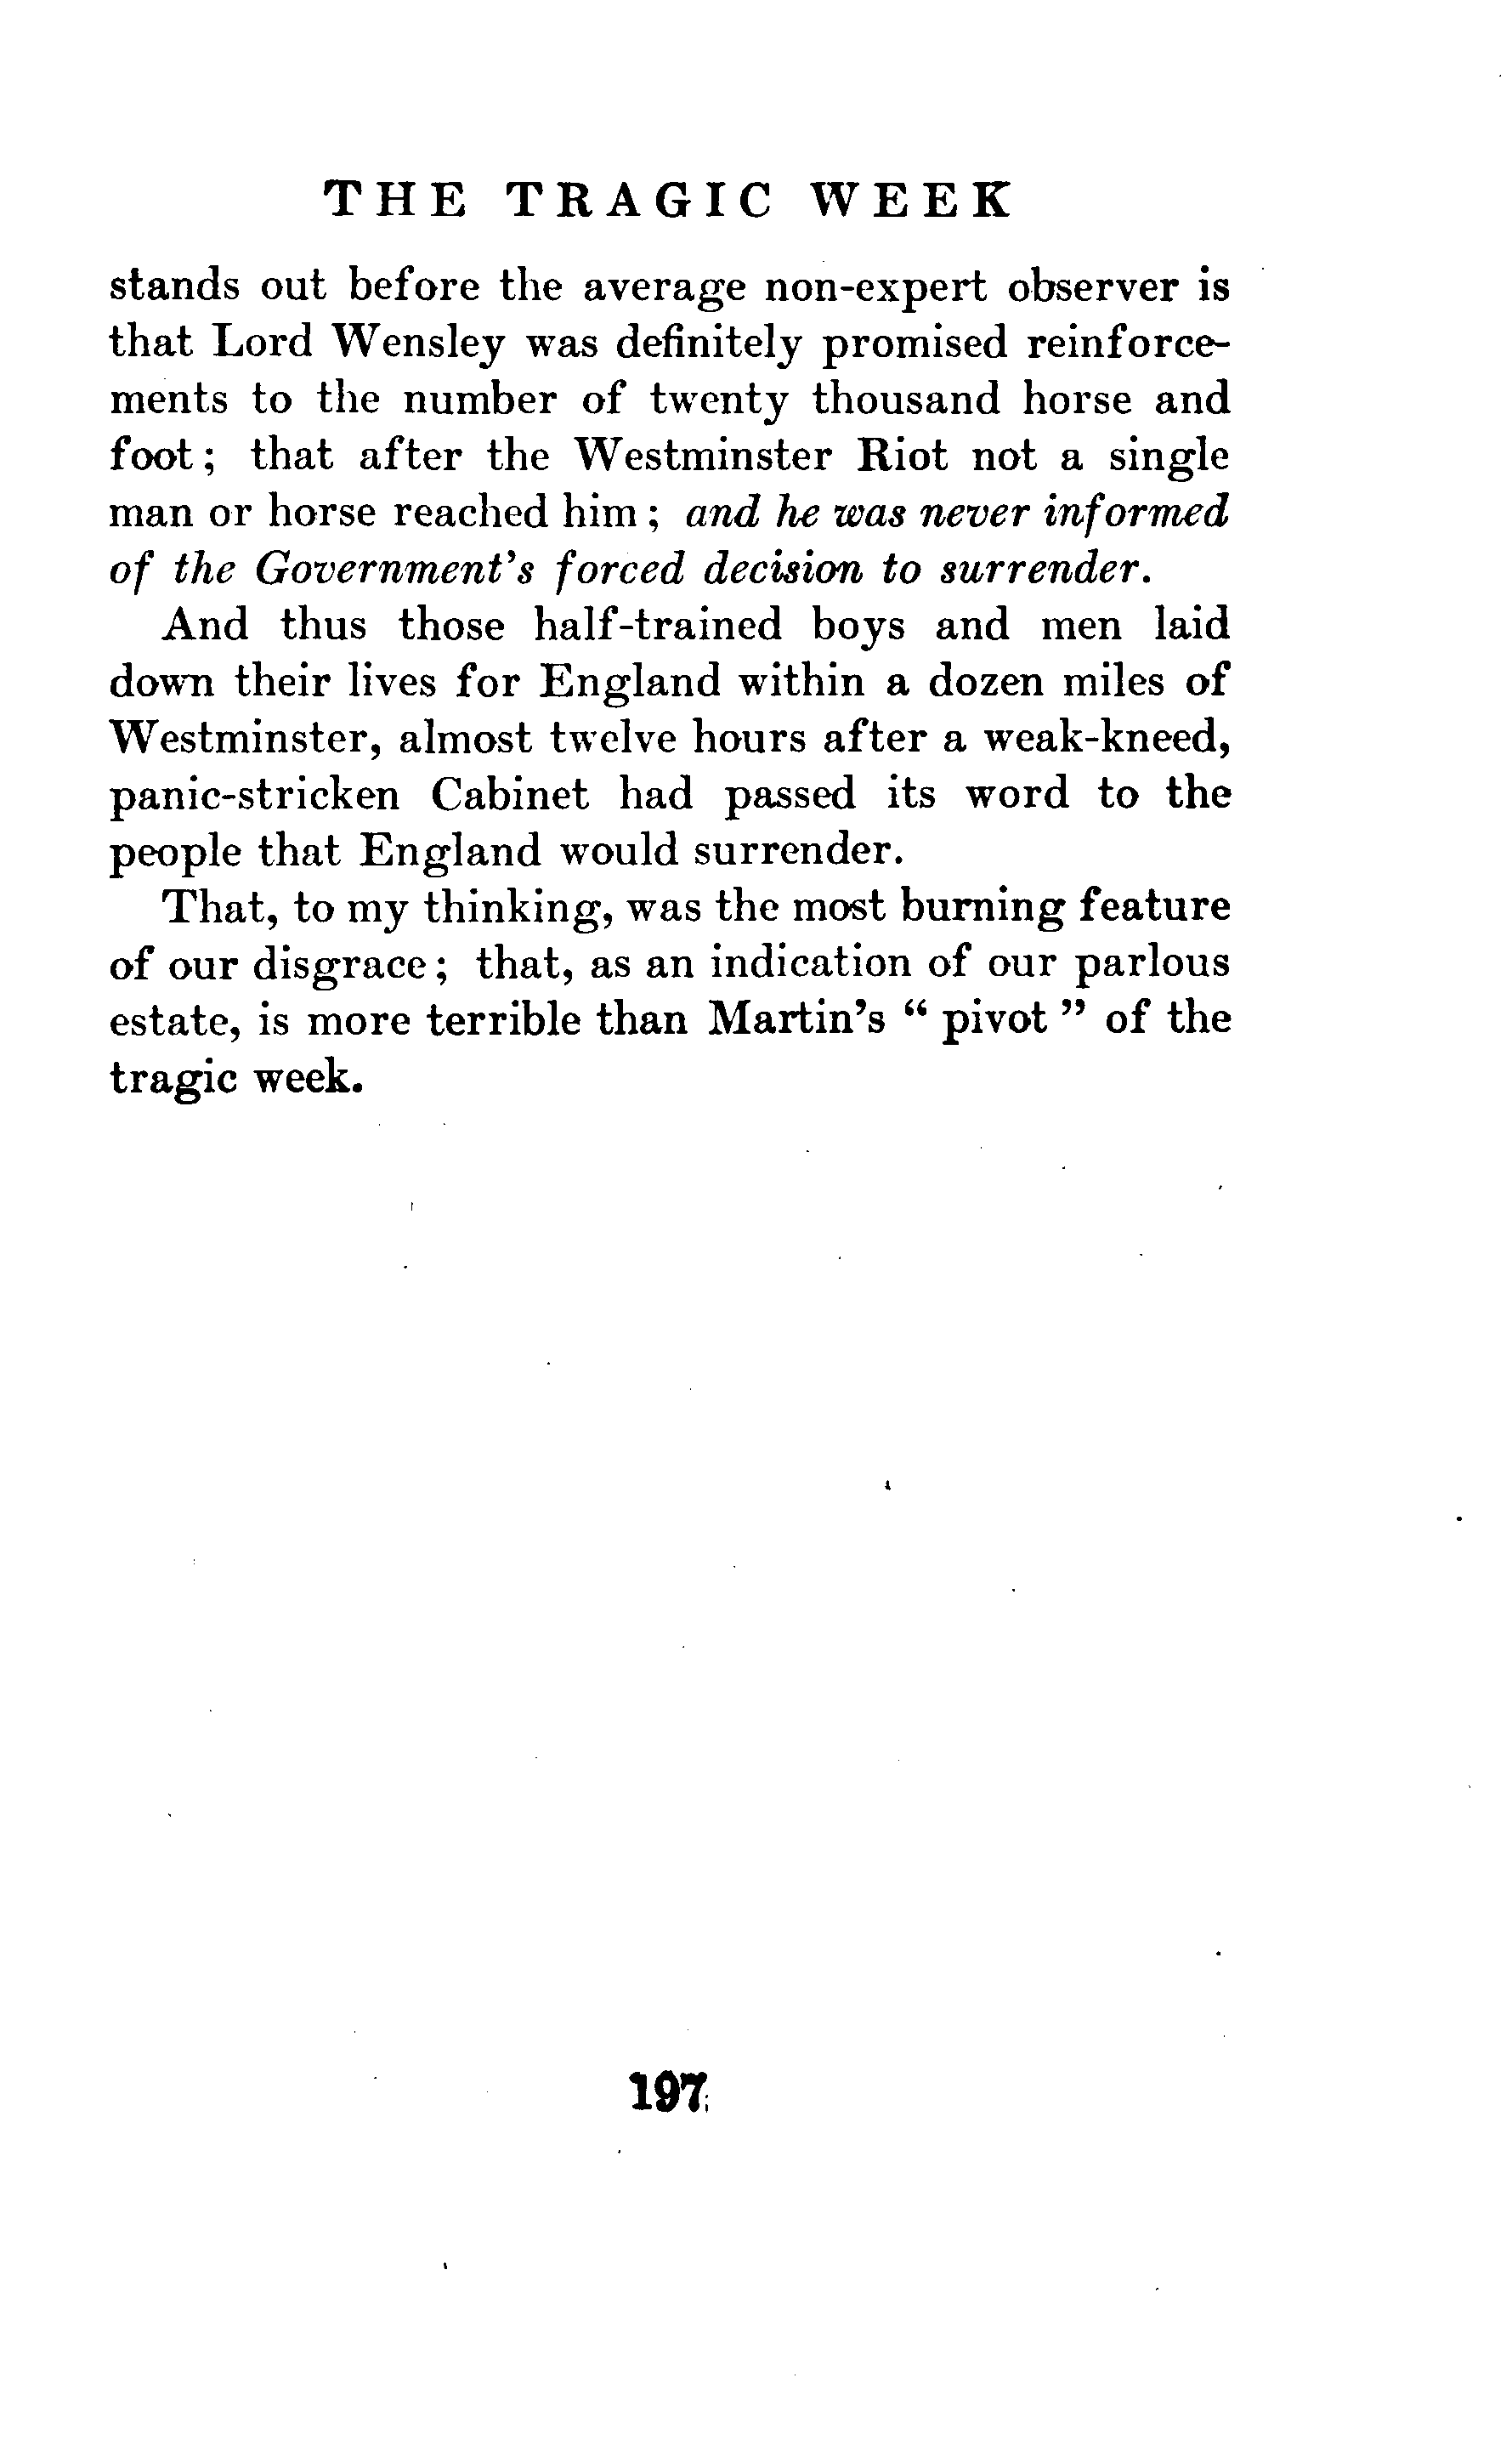 THE TRAGIC WEEK
stands out before the average non-expert observer is
that Lord Wensley was definitely promised reinforce-
ments to the number of twenty thousand horse and
foot; that after the Westminster Riot not a single
man or horse reached him; and he was never informed
of the Government's forced decision to surrender.
And thus those half-trained boys and men laid
down their lives for England within a dozen miles of
Westminster, almost twelve hours after a weak-kneed,
panic-stricken Cabinet had passed its word to the
people that England would surrender.
That, to my thinking, was the most burning feature
of our disgrace; that, as an indication of our parlous
estate, is more terrible than Martin's “pivot” of the
tragic week.
197